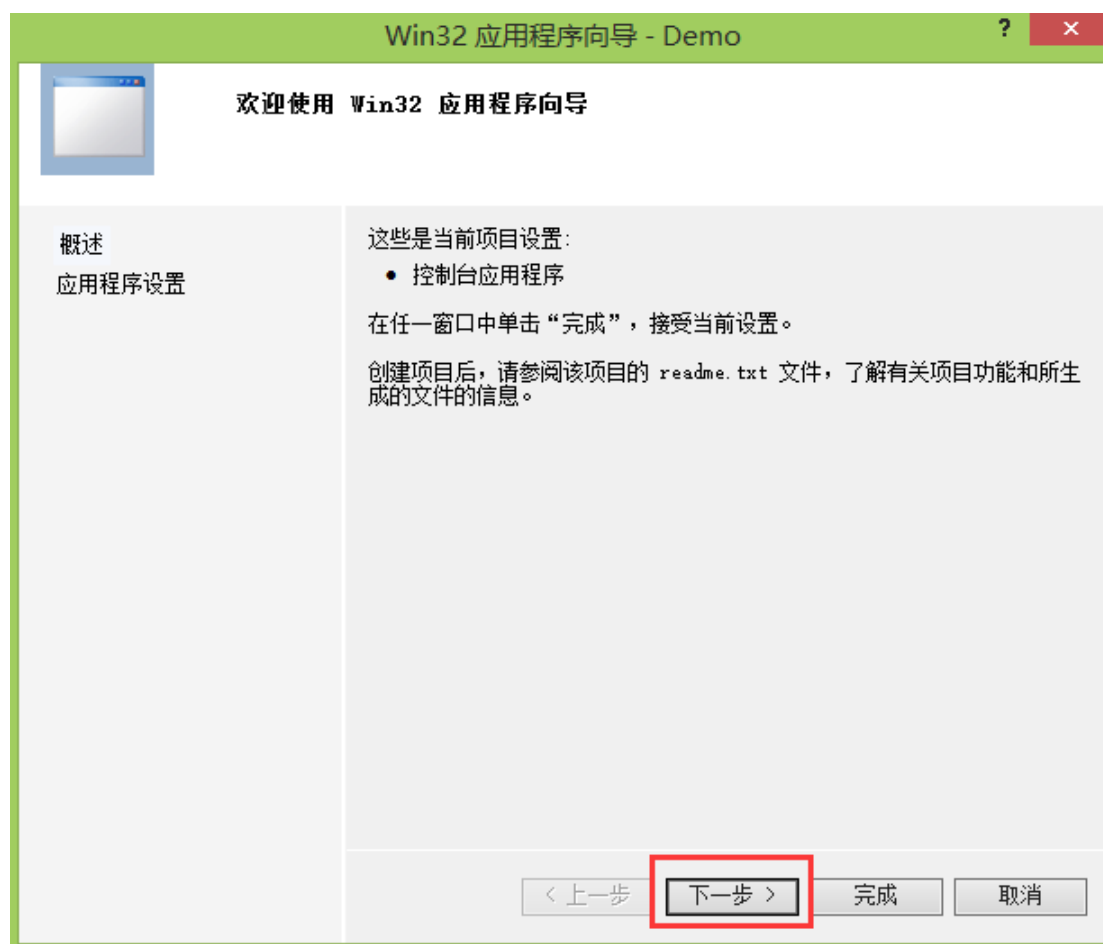 Win32 应用程序向导 - Demo
? ×
欢迎使用 Win32 应用程序向导
概述
应用程序设置
这些是当前项目设置:
• 控制台应用程序
在任一窗口中单击“完成”，接受当前设置。
创建项目后，请参阅该项目的 readme.txt 文件，了解有关项目功能和所生
成的文件的信息。
< 上一步 下一步 > 完成 取消